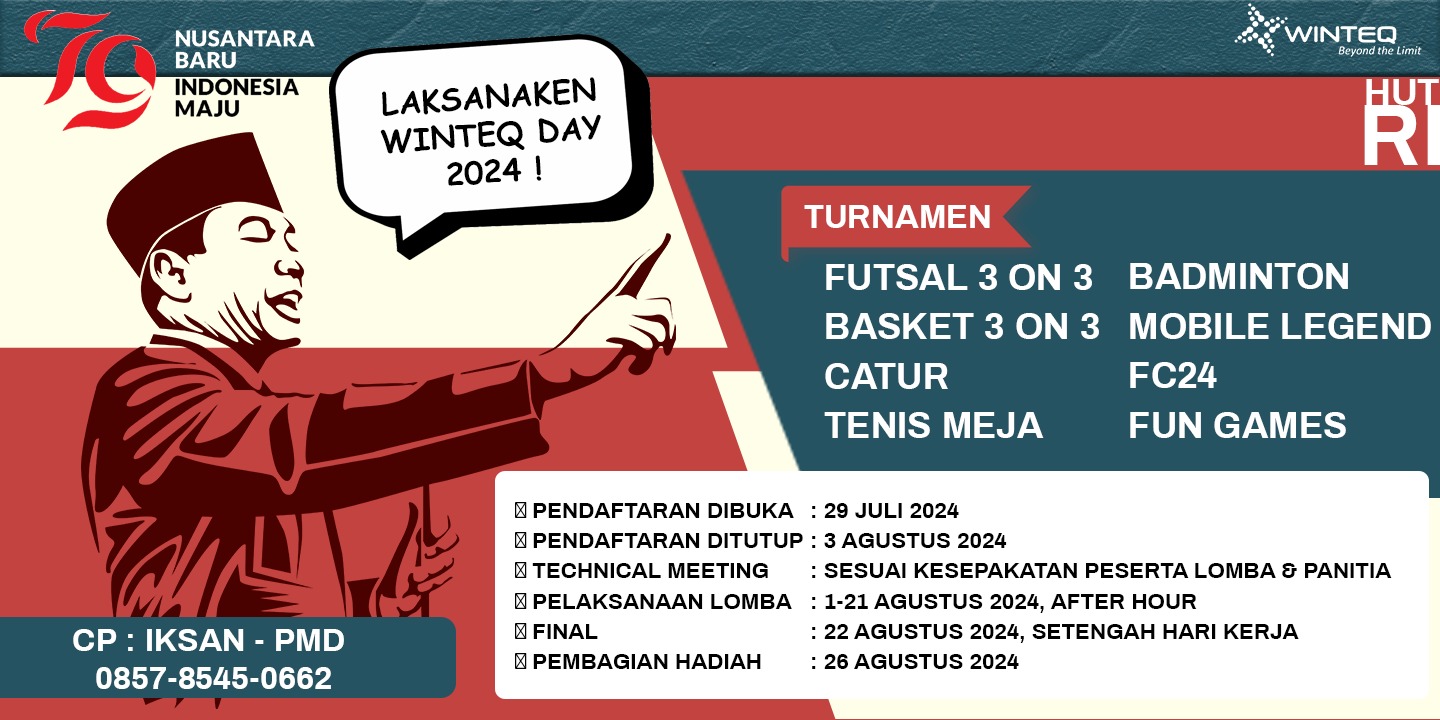 79
NUSANTARA
BARU
INDONESIA
MAJU
WINTEQ
Beyond the Limit
LAKSANAKEN
WINTEQ DAY
2024 !
HUT
RI
TURNAMEN
FUTSAL 3 ON 3
BASKET 3 ON 3
CATUR
TENIS MEJA
BADMINTON
MOBILE LEGEND
FC24
FUN GAMES
PENDAFTARAN DIBUKA : 29 JULI 2024
PENDAFTARAN DITUTUP : 3 AGUSTUS 2024
TECHNICAL MEETING : SESUAI KESEPAKATAN PESERTA LOMBA & PANITIA
PELAKSANAAN LOMBA : 1-21 AGUSTUS 2024, AFTER HOUR
FINAL : 22 AGUSTUS 2024, SETENGAH HARI KERJA
PEMBAGIAN HADIAH : 26 AGUSTUS 2024
CP : IKSAN - PMD
0857-8545-0662